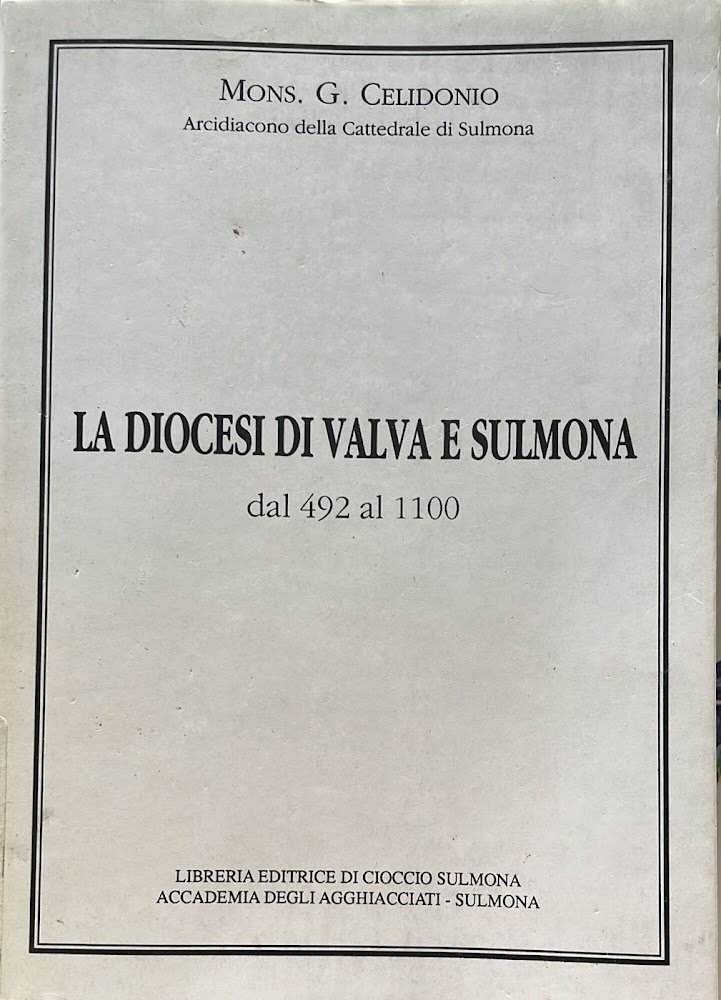 MONS. G. CELIDONIO
Arcidiacono della Cattedrale di Sulmona
LA DIOCESI DI VALVA E SULMONA
dal 492 al 1100
LIBRERIA EDITRICE DI CIOCCIO SULMONA
ACCADEMIA DEGLI AGGHIACCIATI - SULMONA